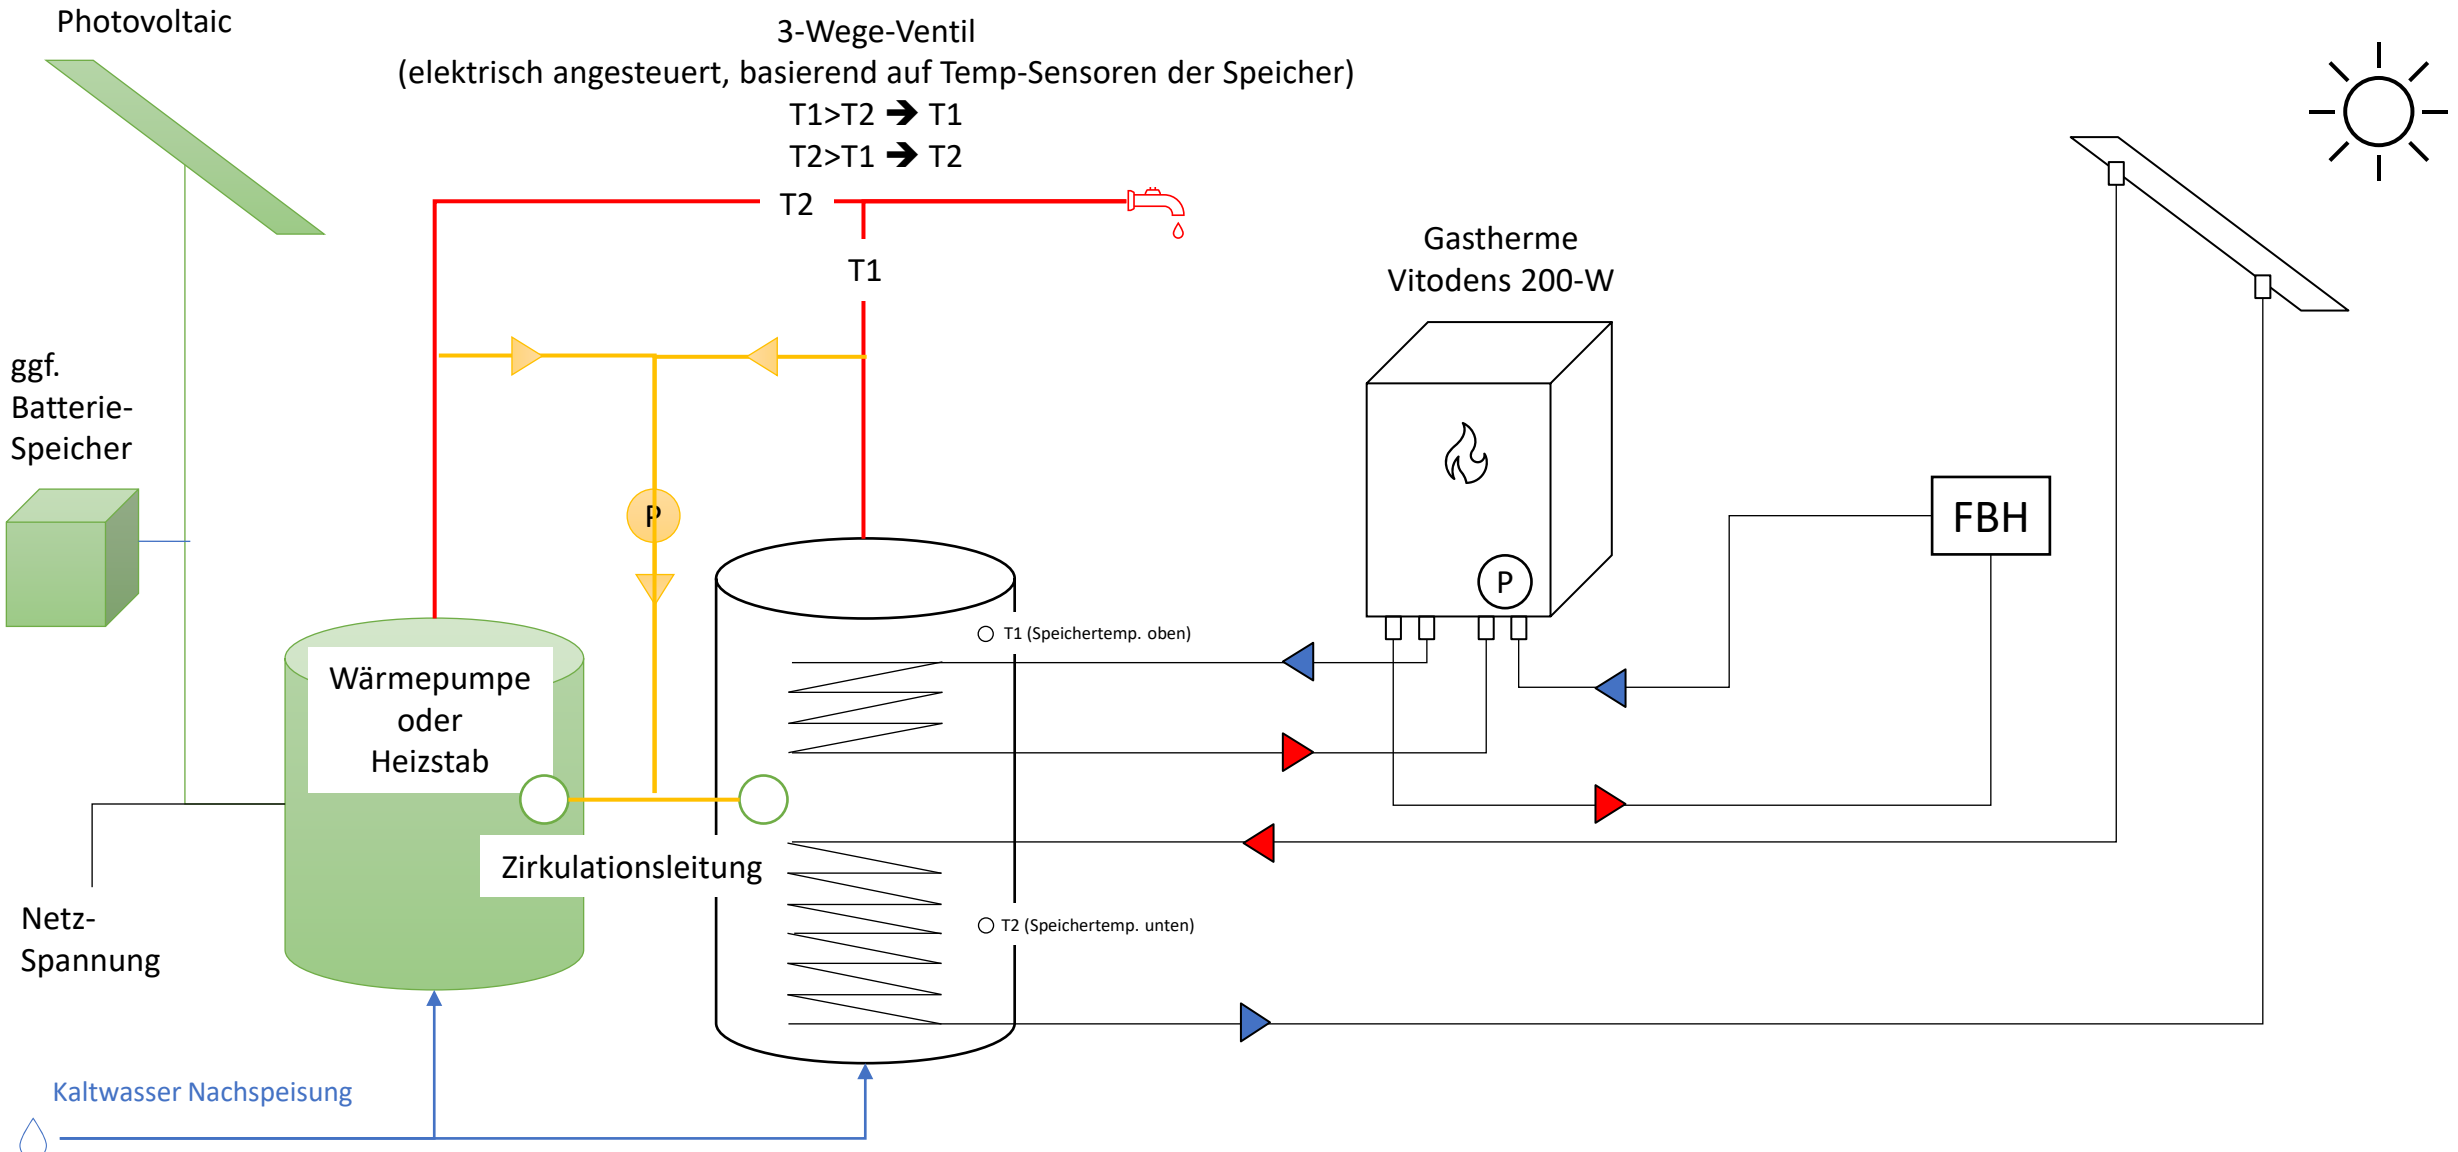 Photovoltaic
3-Wege-Ventil
(elektrisch angesteuert, basierend auf Temp-Sensoren der Speicher)
T1>T2 ➔ T1
T2>T1 ➔ T2
T2
T1
Gastherme
Vitodens 200-W
ggf.
Batterie-
Speicher
P
FBH
P
T1 (Speichertemp. oben)
Wärmepumpe
oder
Heizstab
Zirkulationsleitung
Netz-
Spannung
T2 (Speichertemp. unten)
Kaltwasser Nachspeisung